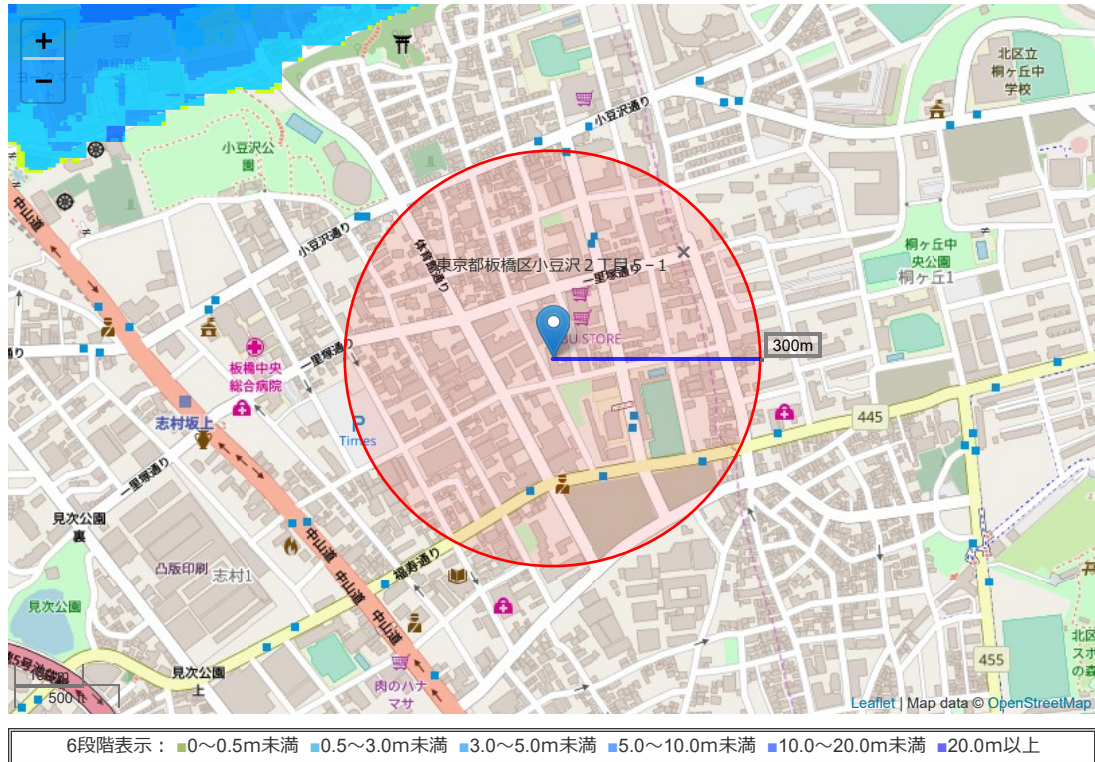 +
−
小豆沢通り
北区立
桐ヶ丘中
学校
小豆沢公
園
中山道
小豆沢通り
体育館通り
東京都板橋区小豆沢2丁目5−1
一里塚通り
桐ヶ丘中
央公園
桐ヶ丘1
BU STORE
300m
板橋中央
総合病院
一里塚通り
志村坂上
Times
445
一里塚通り
見次公園
裏
中山道
凸版印刷
志村1
福寿通り
中山道
見次公園
中山道
見次公園
上
肉のハナ
マサ
455
500 ft
Leaflet | Map data © OpenStreetMap
6段階表示：■0～0.5m未満 ■0.5～3.0m未満 ■3.0～5.0m未満 ■5.0～10.0m未満 ■10.0～20.0m未満 ■20.0m以上